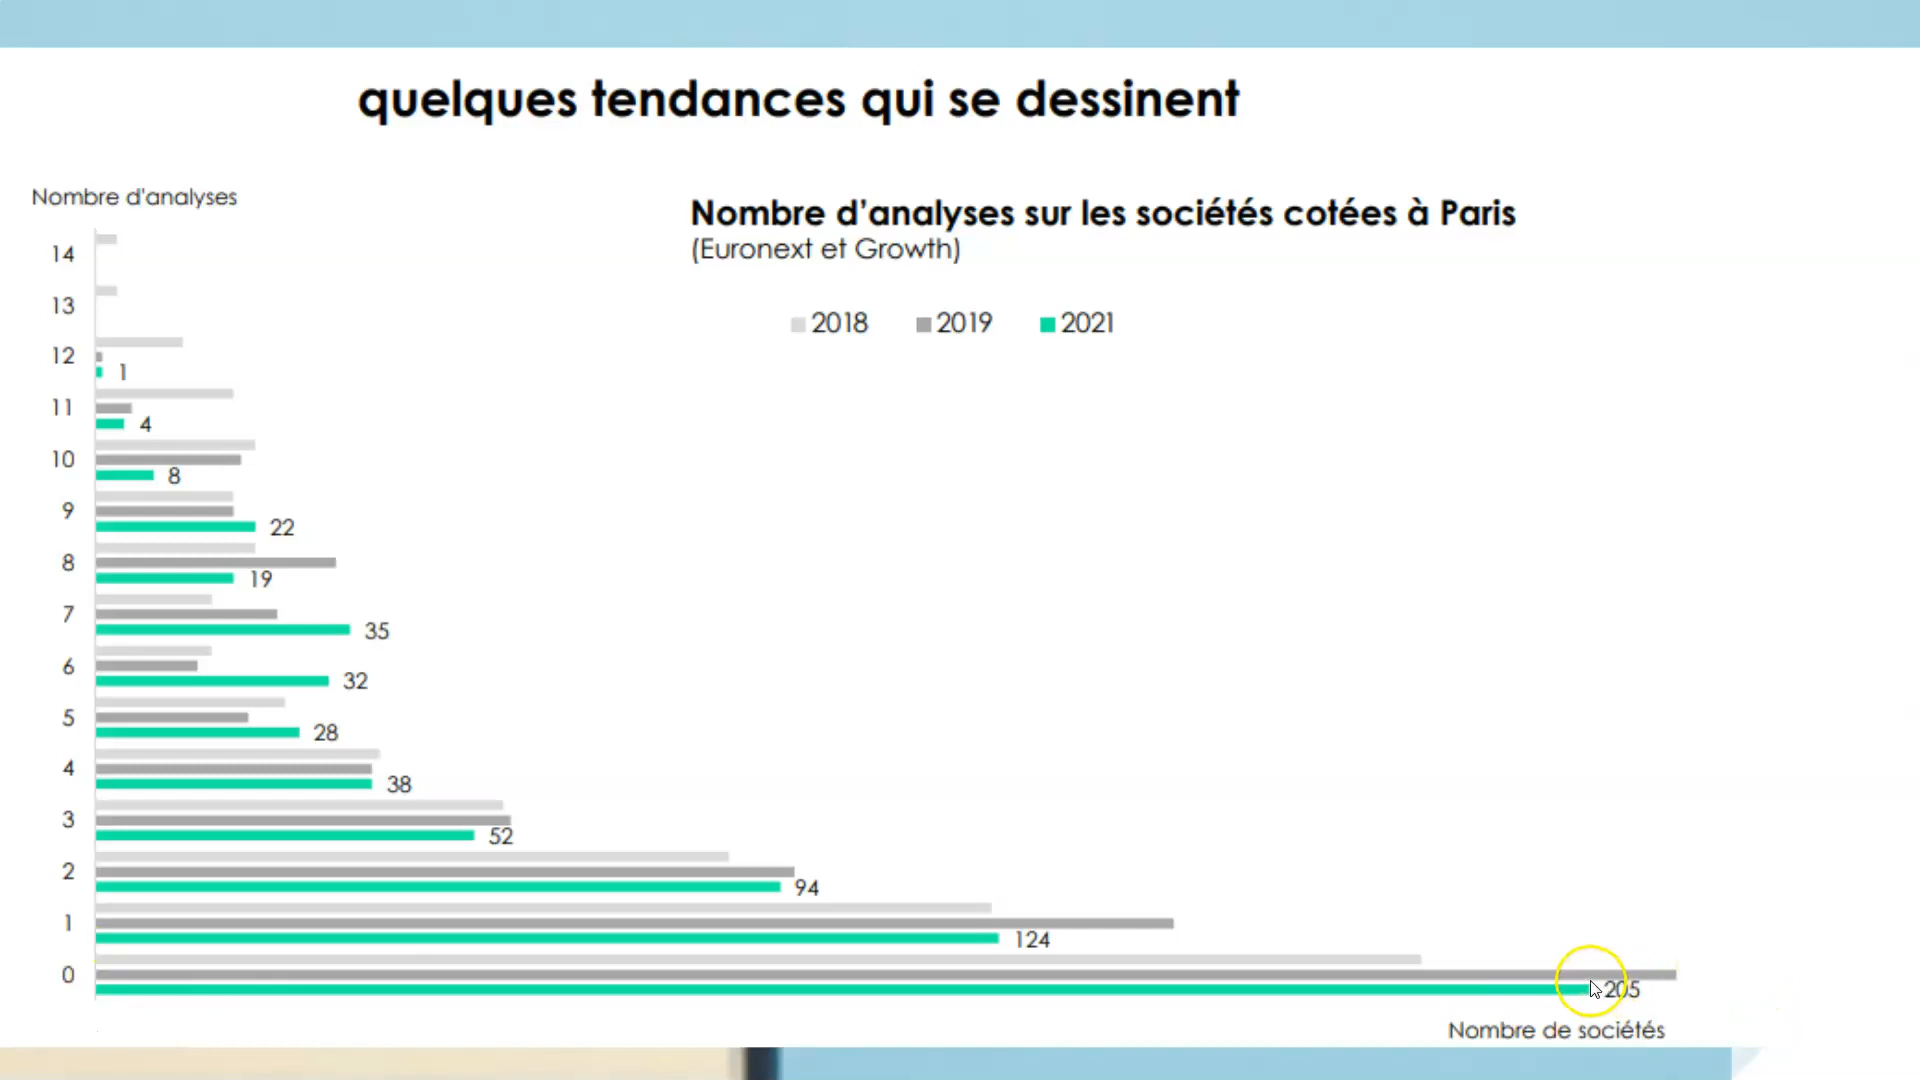 quelques tendances qui se dessinent
Nombre d'analyses
Nombre d’analyses sur les sociétés cotées à Paris
(Euronext et Growth)
2018 2019 2021
14
13
12 1
11 4
10 8
9 22
8 19
7 35
6 32
5 28
4 38
3 52
2 94
1 124
0 205
Nombre de sociétés